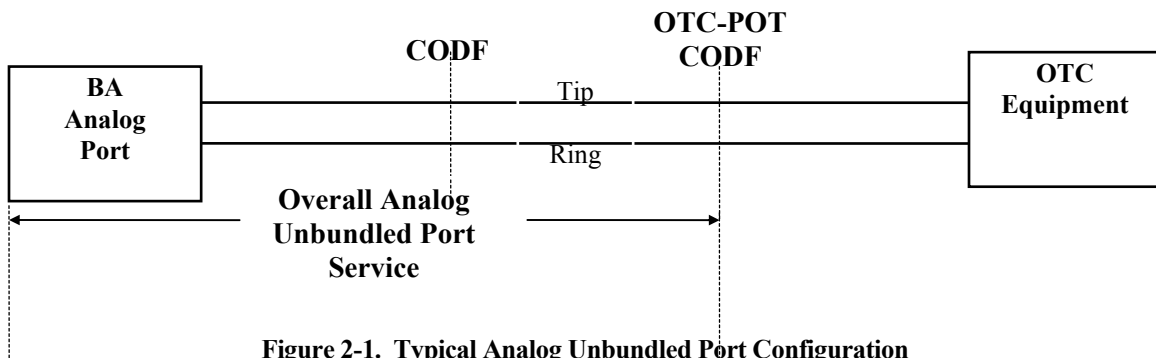 OTC-POT
CODF
CODF
BA
Analog
Port
OTC
Equipment
Tip
Ring
Overall Analog
Unbundled Port
Service
Figure 2-1. Typical Analog Unbundled Port Configuration